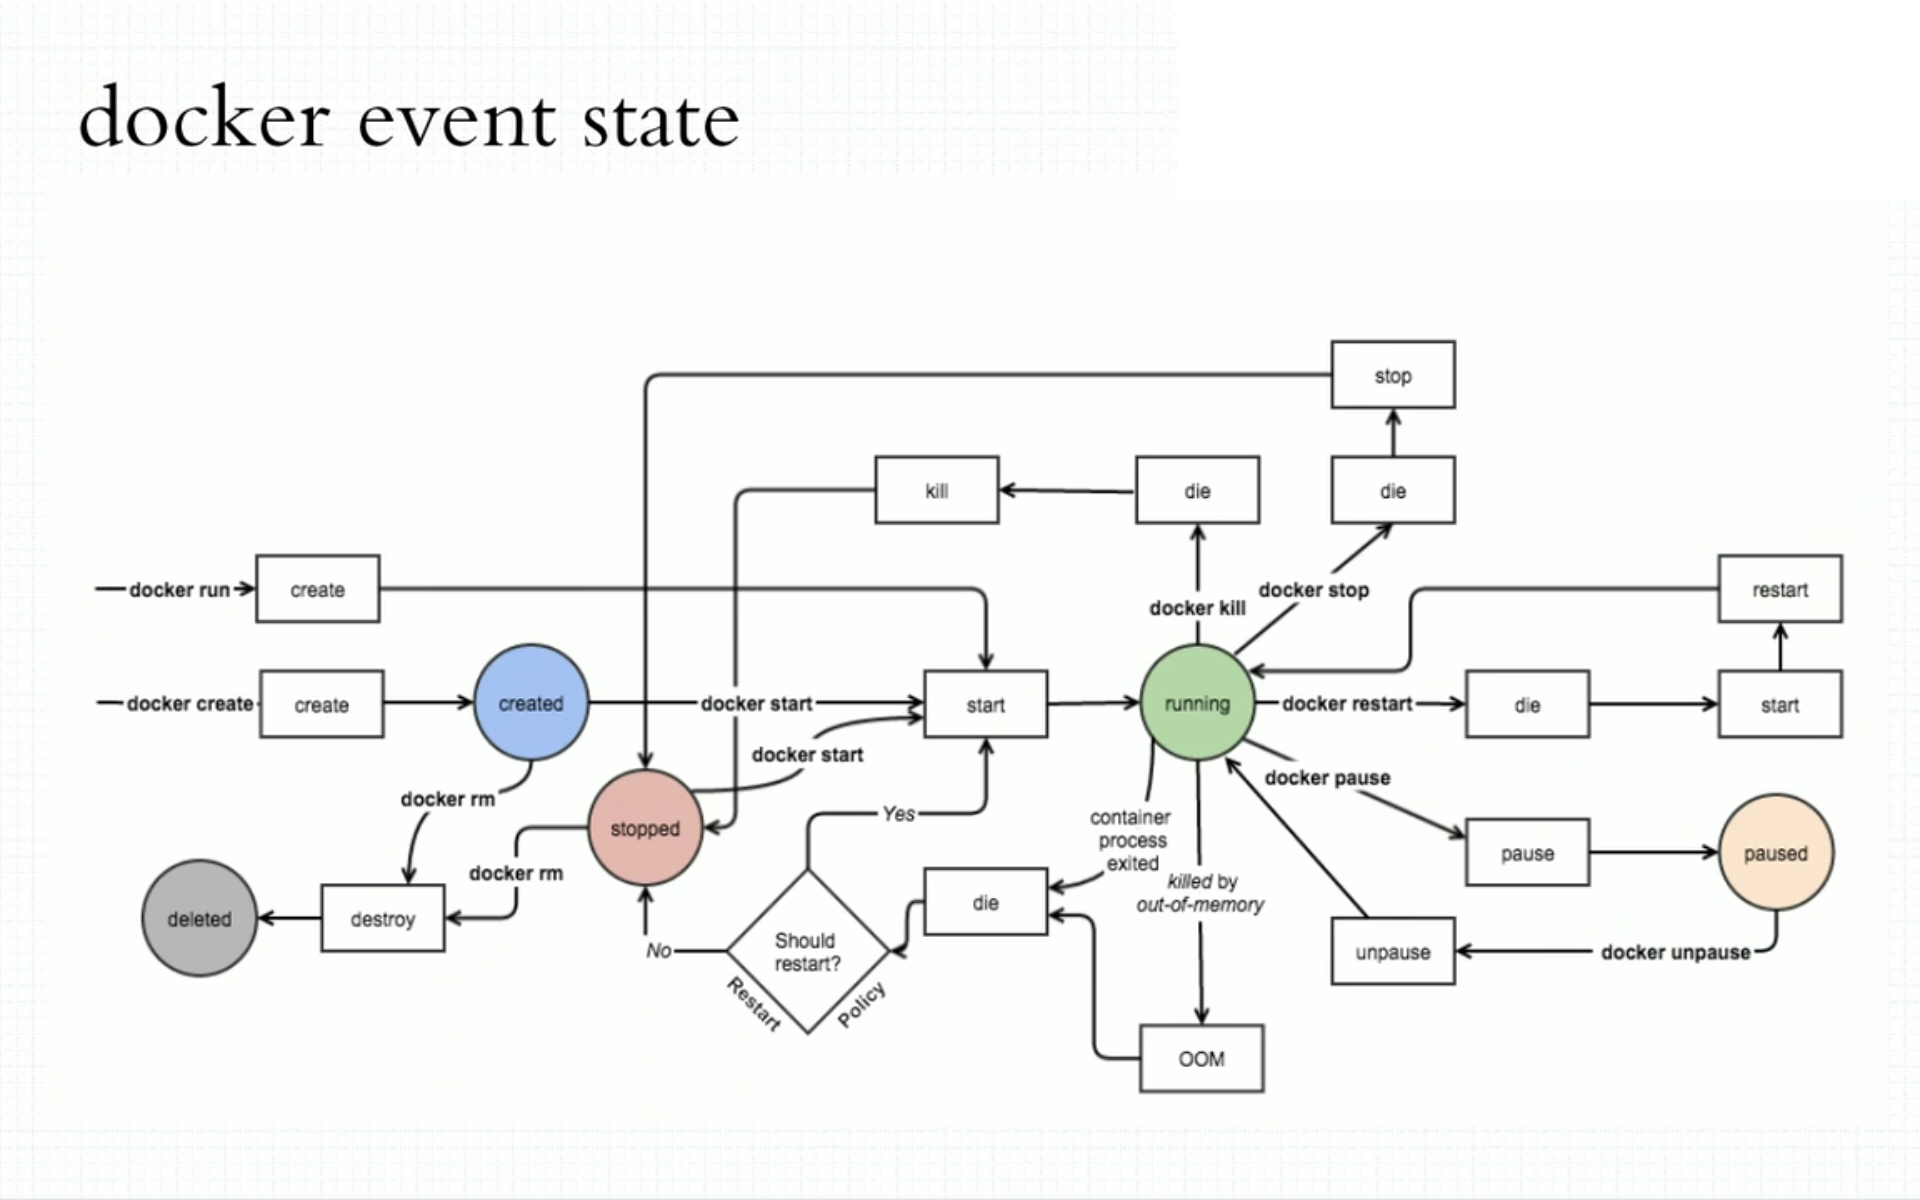 docker event state
stop
kill
die
die
docker run
create
docker kill
docker stop
restart
docker create
create
created
docker start
start
running
docker restart
die
start
docker start
docker pause
docker rm
stopped
Yes
container
process
exited
pause
paused
docker rm
killed by
out-of-memory
deleted
destroy
die
No
Should
restart?
Restart
Policy
unpause
docker unpause
OOM